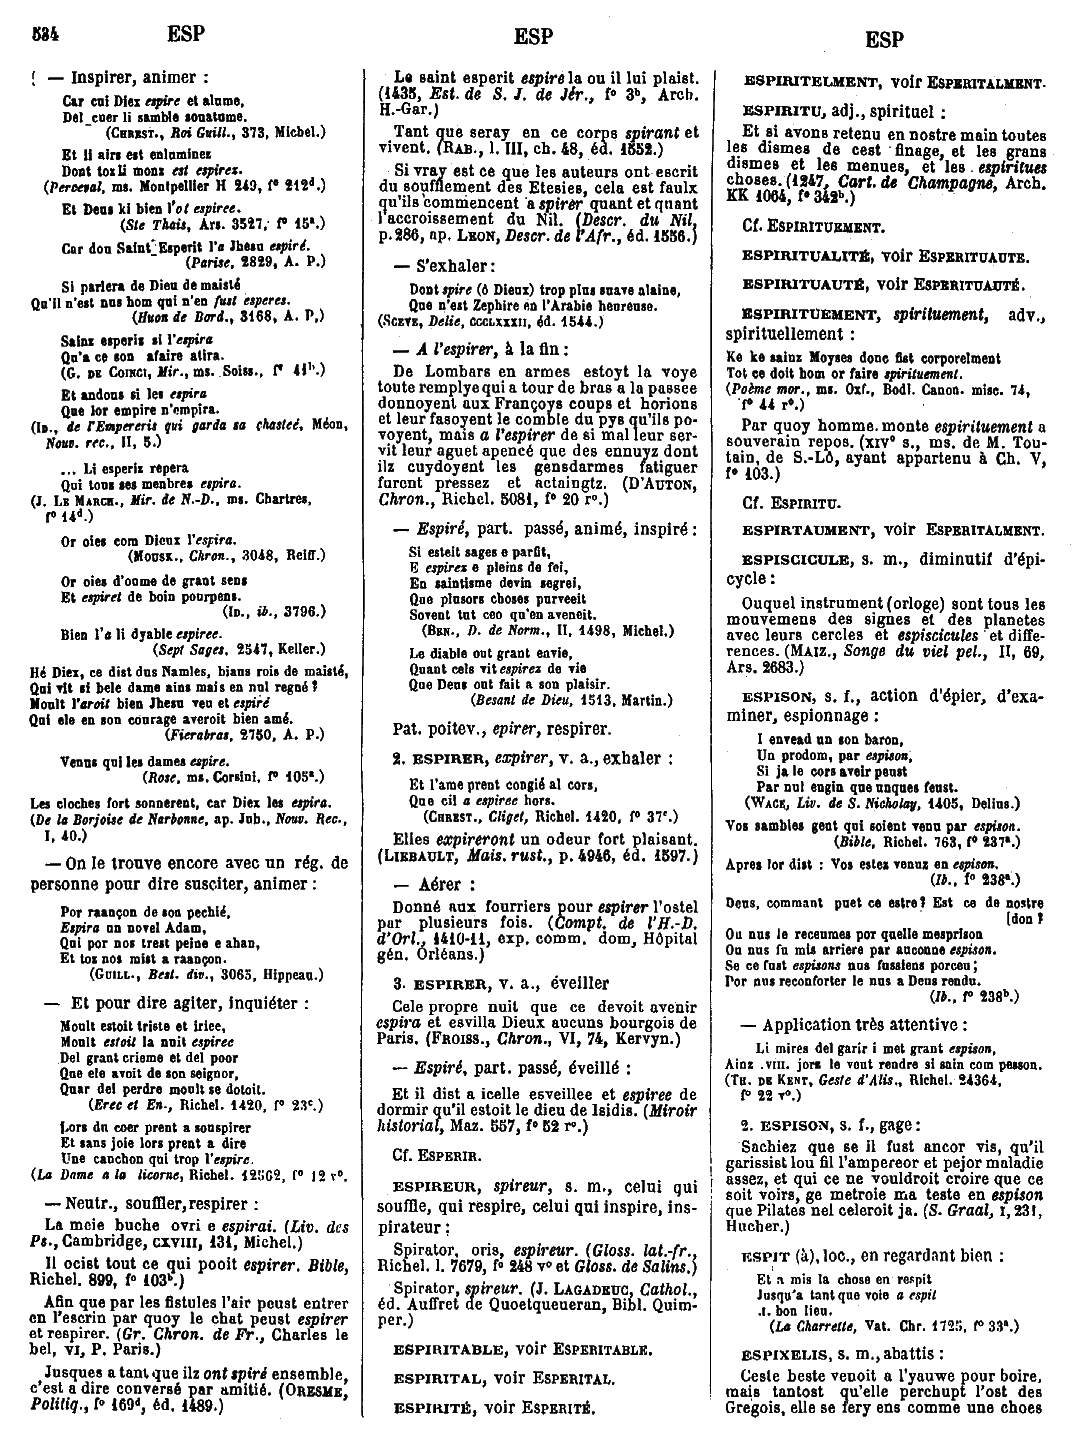 534 ESP
ESP
ESP
— Inspirer, animer :
Car cui Diex espire et alume,
Del cuer li samble souatume.
(CHREST., Roi Guill., 373, Michel.)
Et li airs est enluminez
Dont toz li monz est espirez.
(Perceval, ms. Montpellier H 249, f° 212d.)
Et Deus ki bien l'ot espiree.
(Ste Thais, Ars. 3527, f° 15a.)
Car dou Saint Esperit l'a Jhesu espiré.
(Parise, 2829, A. P.)
Si parlera de Dieu de maisté
Qu'il n'est nus hom qui n'en fust esperes.
(Huon de Bord., 3168, A. P.)
Sainz esperis si l'espira
Qu'a ce son afaire atira.
(G. DE COINCI, Mir., ms. Soiss., f° 41b.)
Et andous si les espira
Que lor empire n'empira.
(ID., de l'Empereris qui garda sa chasteé, Méon,
Nouv. rec., II, 5.)
... Li esperiz repera
Qui tous ses menbres espira.
(J. LE MARCH., Mir. de N.-D., ms. Chartres,
f° 14d.)
Or oies com Dieux l'espira.
(MOUSK., Chron., 3048, Reiff.)
Or oies d'oume de grant sens
Et espiret de boin pourpens.
(ID., ib., 3796.)
Bien l'a li dyable espiree.
(Sept Sages, 2547, Keller.)
Hé Diex, ce dist dus Namles, biaus rois de maisté,
Qui vit si bele dame ains mais en nul regné ?
Moult l'aroit bien Jhesu veu et espiré
Qui ele en son courage averoit bien amé.
(Fierabras, 2750, A. P.)
Venus qui les dames espire.
(Rose, ms. Corsini, f° 105a.)
Les cloches fort sonnerent, car Diex les espira.
(De la Borjoise de Narbonne, ap. Jub., Nouv. Rec.,
I, 40.)
— On le trouve encore avec un rég. de
personne pour dire susciter, animer :
Por raançon de son pechié,
Espira un novel Adam,
Qui por nos trest peine e ahan,
Et toz nos mist a raançon.
(GUILL., Best. div., 3065, Hippeau.)
— Et pour dire agiter, inquiéter :
Moult estoit triste et iriee,
Moult estoit la nuit espiree
Del grant crieme et del poor
Que ele avoit de son seignor,
Quar del perdre moult se dotoit.
(Erec et En., Richel. 1420, f° 23c.)
Lors du coer prent a souspirer
Et sans joie lors prent a dire
Une canchon qui trop l'espire.
(La Dame a la licorne, Richel. 12562, f° 12 r°.
— Neutr., souffler, respirer :
La meie buche ovri e espirai. (Liv. des
Ps., Cambridge, CXVIII, 131, Michel.)
Il ocist tout ce qui pooit espirer. Bible,
Richel. 899, f° 103b.)
Afin que par les fistules l'air peust entrer
en l'escrin par quoy le chat peust espirer
et respirer. (Gr. Chron. de Fr., Charles le
bel, VI, P. Paris.)
Jusques a tant que ilz ont spiré ensemble,
c'est a dire conversé par amitié. (ORESME,
Politiq., f° 169d, éd. 1489.)
Le saint esperit espire la ou il lui plaist.
(1435, Est. de S. J. de Jér., f° 3b, Arch.
H.-Gar.)
Tant que seray en ce corps spirant et
vivent. (RAB., l. III, ch. 48, éd. 1552.)
Si vray est ce que les auteurs ont escrit
du soufflement des Etesies, cela est faulx
qu'ils commencent a spirer quant et quant
l'accroissement du Nil. (Descr. du Nil,
p. 286, ap. LEON, Descr. de l'Afr., éd. 1556.)
— S'exhaler :
Dont spire (ô Dieux) trop plus suave alaine,
Que n'est Zephire en l'Arabie heureuse.
(SCEVE, Delie, CCCLXXXII, éd. 1544.)
— A l'espirer, à la fin :
De Lombars en armes estoyt la voye
toute remplye qui a tour de bras a la passee
donnoyent aux Françoys coups et horions
et leur fasoyent le comble du pys qu'ils po-
voyent, mais a l'espirer de si mal leur ser-
vit leur aguet apencé que des ennuyz dont
ilz cuydoyent les gensdarmes fatiguer
furent pressez et actaingtz. (D'AUTON,
Chron., Richel. 5081, f° 20 r°.)
— Espiré, part. passé, animé, inspiré :
Si esteit sages e parfit,
E espirez e pleins de fei,
En saintisme devin segrei,
Que plusors choses purveeit
Sovent tut ceo qu'en aveneit.
(BEN., D. de Norm., II, 1498, Michel.)
Le diable out grant envie,
Quant cels vit espirez de vie
Que Deus out fait a son plaisir.
(Besant de Dieu, 1513, Martin.)
Pat. poitev., epirer, respirer.
2. ESPIRER, expirer, v. a., exhaler :
Et l'ame prent congié al cors,
Que cil a espiree hors.
(CHREST., Cliget, Richel. 1420, f° 37c.)
Elles expireront un odeur fort plaisant.
(LIEBAULT, Mais. rust., p. 4946, éd. 1597.)
— Aérer :
Donné aux fourriers pour espirer l'ostel
par plusieurs fois. (Compt. de l'H.-D.
d'Orl., 1410-11, exp. comm. dom, Hôpital
gén. Orléans.)
3. ESPIRER, v. a., éveiller
Cele propre nuit que ce devoit avenir
espira et esvilla Dieux aucuns bourgois de
Paris. (FROISS., Chron., VI, 74, Kervyn.)
— Espiré, part. passé, éveillé :
Et il dist a icelle esveillee et espiree de
dormir qu'il estoit le dieu de Isidis. (Miroir
historial, Maz. 557, f° 52 r°.)
Cf. ESPERIR.
ESPIREUR, spireur, s. m., celui qui
souffle, qui respire, celui qui inspire, ins-
pirateur :
Spirator, oris, espireur. (Gloss. lat.-fr.,
Richel. l. 7679, f° 248 v° et Gloss. de Salins.)
Spirator, spireur. (J. LAGADEUC, Cathol.,
éd. Auffret de Quoetqueueran, Bibl. Quim-
per.)
ESPIRITABLE, voir ESPERITABLE.
ESPIRITAL, voir ESPERITAL.
ESPIRITÉ, voir ESPERITÉ.
ESPIRITELMENT, voir ESPERITALMENT.
ESPIRITU, adj., spirituel :
Et si avons retenu en nostre main toutes
les dismes de cest finage, et les grans
dismes et les menues, et les espiritues
choses. (1247, Cart. de Champagne, Arch.
KK 1064, f° 342b.)
Cf. ESPIRITUEMENT.
ESPIRITUALITÉ, voir ESPERITUAUTE.
ESPIRITUAUTÉ, voir ESPERITUAUTÉ.
ESPIRITUEMENT, spirituement, adv.,
spirituellement :
Ke ke sainz Moyses donc fist corporelment
Tot ce doit hom or faire spirituement.
(Poème mor., ms. Oxf., Bodl. Canon. misc. 74,
f° 44 r°.)
Par quoy homme monte espirituement a
souverain repos. (XIVe s., ms. de M. Tou-
tain, de S.-Lô, ayant appartenu à Ch. V,
f° 103.)
Cf. ESPIRITU.
ESPIRTAUMENT, voir ESPERITALMENT.
ESPISCICULE, s. m., diminutif d'épi-
cycle :
Ouquel instrument (orloge) sont tous les
mouvemens des signes et des planetes
avec leurs cercles et espiscicules et diffe-
rences. (MAIZ., Songe du viel pel., II, 69,
Ars. 2683.)
ESPISON, s. f., action d'épier, d'exa-
miner, espionnage :
I envead un son baron,
Un prodom, par espison,
Si ja le cors aveir peust
Par nul engin que unques feust.
(WACE, Liv. de S. Nicholay, 1405, Delius.)
Vos sambles gent qui soient venu par espison.
(Bible, Richel. 763, f° 237a.)
Apres lor dist : Vos estez venuz en espison.
(Ib., f° 238a.)
Deus, commant puet ce estre? Est ce de nostre
[don ?
Ou nus le receumes por quelle mesprison
Ou nus fu mis arriere par aucunne espison.
Se ce fust espisons nus fussiens porceu ;
Por nus reconforter le nus a Deus rendu.
(Ib., f° 238b.)
— Application très attentive :
Li mires del garir i met grant espison,
Ainz .VIII. jors le vout rendre si sain com pesson.
(TH. DE KENT, Geste d'Alis., Richel. 24364,
f° 22 v°.)
2. ESPISON, s. f., gage :
Sachiez que se il fust ancor vis, qu'il
garissist lou fil l'ampereor et pejor maladie
assez, et qui ce ne vouldroit croire que ce
soit voirs, ge metroie ma teste en espison
que Pilates nel celeroit ja. (S. Graal, I, 231,
Hucher.)
ESPIT (à), loc., en regardant bien :
Et a mis la chose en respit
Jusqu'a tant que voie a espit
.I. bon lieu.
(La Charrette, Vat. Chr. 1725, f° 33a.)
ESPIXELIS, s. m., abattis :
Ceste beste venoit a l'yauwe pour boire,
mais tantost qu'elle perchupt l'ost des
Gregois, elle se fery ens comme une choes